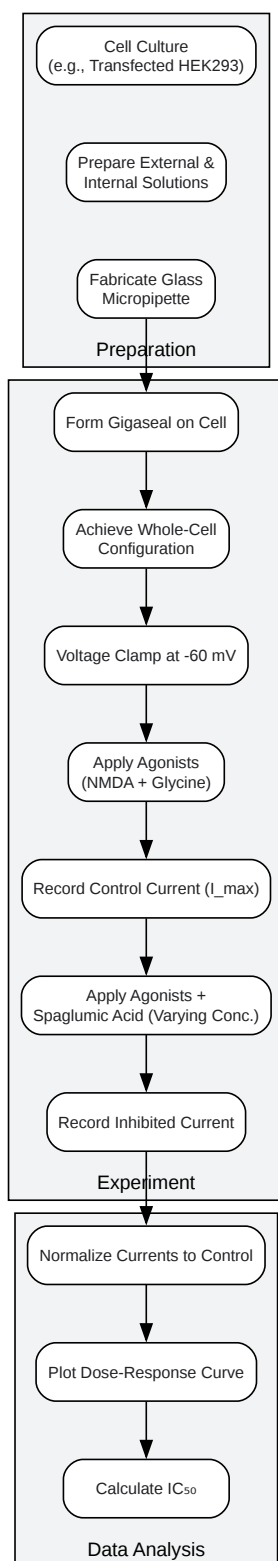 Cell Culture
(e.g., Transfected HEK293)
Prepare External &
Internal Solutions
Fabricate Glass
Micropipette
Preparation
Form Gigaseal on Cell
Achieve Whole-Cell
Configuration
Voltage Clamp at -60 mV
Apply Agonists
(NMDA + Glycine)
Record Control Current (I_max)
Apply Agonists +
Spaglumic Acid (Varying Conc.)
Record Inhibited Current
Experiment
Normalize Currents to Control
Plot Dose-Response Curve
Calculate IC₅₀
Data Analysis